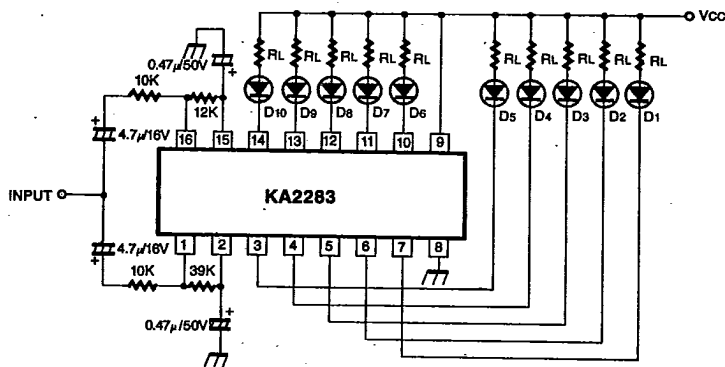 Vcc
0.47μ/50V
RL RL RL RL RL RL RL RL RL RL
10K
12K
D10 D9 D8 D7 D6 D5 D4 D3 D2 D1
4.7μ/16V
16 15 14 13 12 11 10 9
INPUT
KA2283
4.7μ/16V
1 2 3 4 5 6 7 8
10K 39K
0.47μ/50V